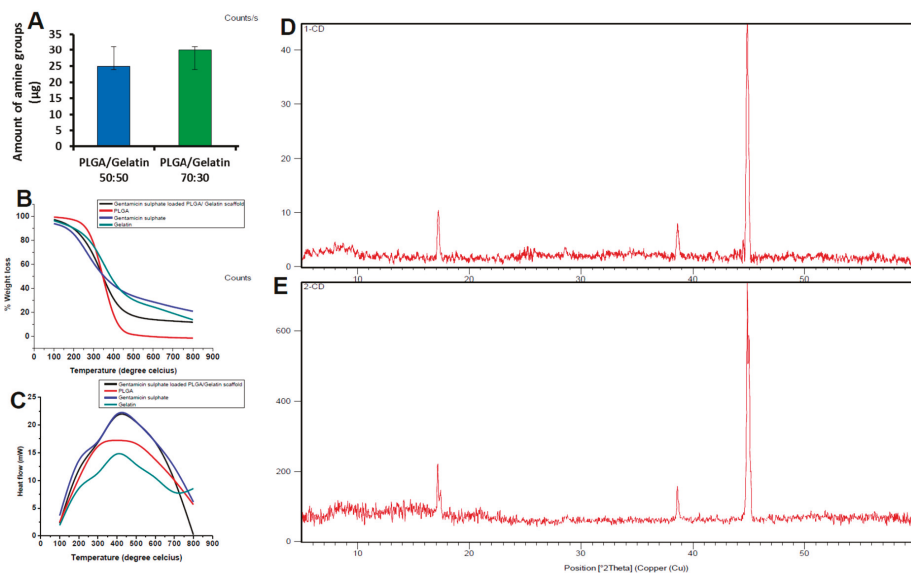 A
Counts/s
Amount of amine groups
(µg)
35
30
25
20
15
10
5
0
PLGA/Gelatin
50:50
PLGA/Gelatin
70:30
B
Gentamicin sulphate loaded PLGA/ Gelatin scaffold
PLGA
Gentamicin sulphate
Gelatin
% Weight loss
100
80
60
40
20
0
0 100 200 300 400 500 600 700 800 900
Temperature (degree celcius)
Counts
C
Gentamicin sulphate loaded PLGA/Gelatin scaffold
PLGA
Gentamicin sulphate
Gelatin
Heat flow (mW)
25
20
15
10
5
0
0 100 200 300 400 500 600 700 800 900
Temperature (degree celcius)
D
1-CD
40
30
20
10
0
10 20 30 40 50
E
2-CD
600
400
200
0
10 20 30 40 50
Position [°2Theta] (Copper (Cu))